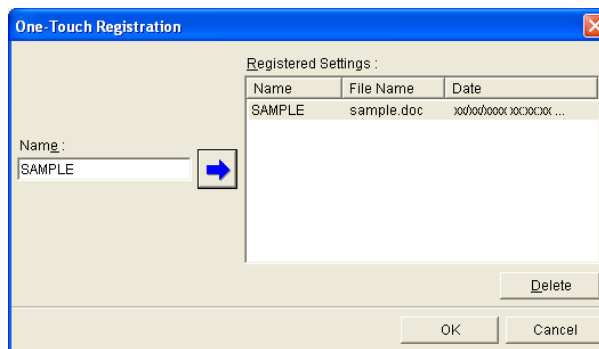 One-Touch Registration
Registered Settings :
Name File Name Date
SAMPLE sample.doc xx/xx/xxxx xx:xx:xx ...
Name :
SAMPLE
Delete
OK Cancel